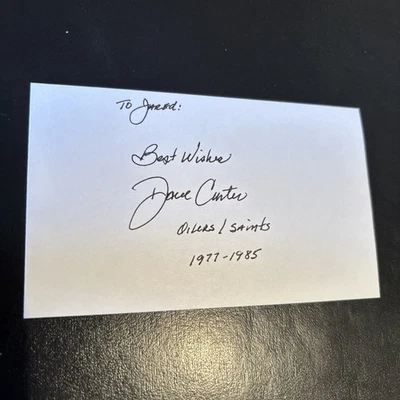 To Jared:
Best Wishes
Dave Carter
Oilers / Saints
1977-1985